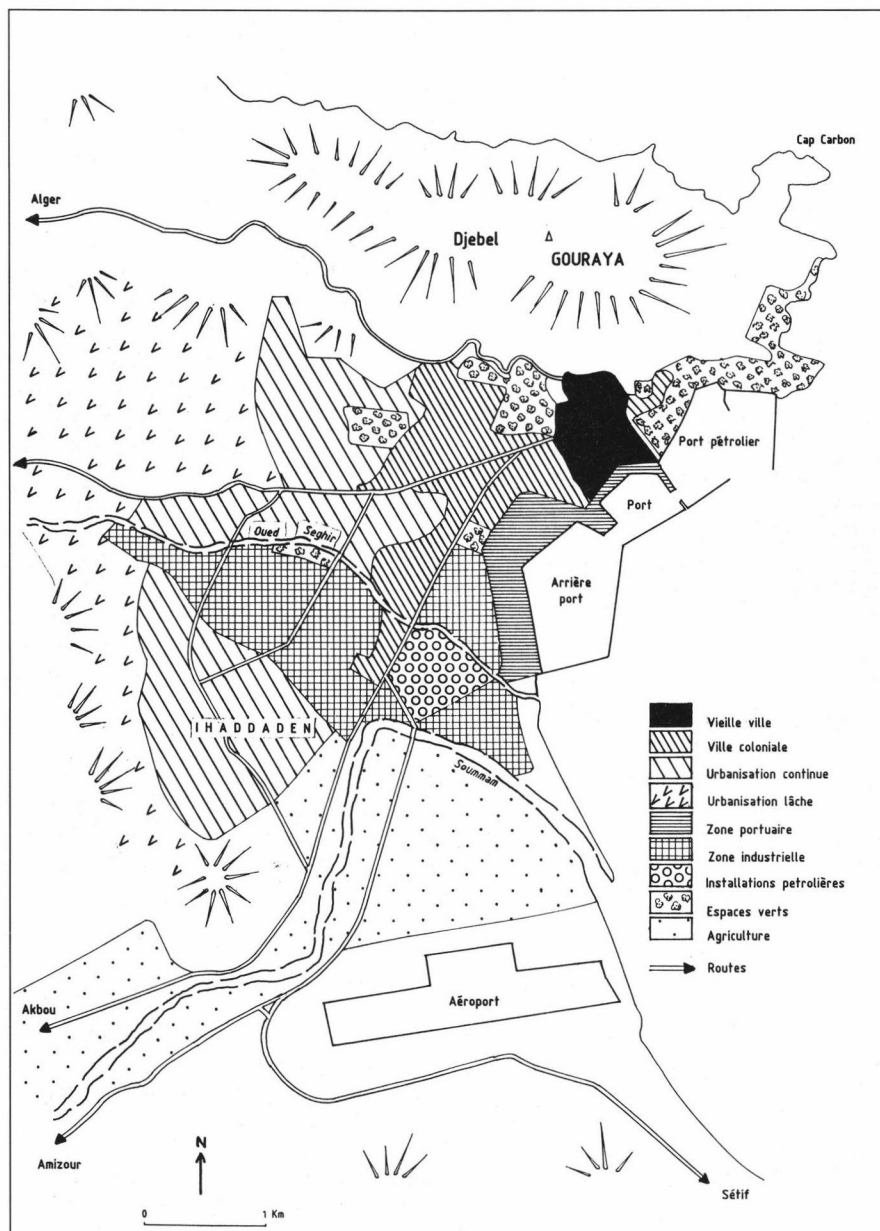 Cap Carbon
Alger
Djebel
GOURAYA
Port pétrolier
Port
Oued Seghir
Arrière
port
IHADDADEN
Soummam
Vieille ville
Ville coloniale
Urbanisation continue
Urbanisation lâche
Zone portuaire
Zone industrielle
Installations petrolières
Espaces verts
Agriculture
Routes
Akbou
Aéroport
Amizour
N
0 1 Km
Sétif